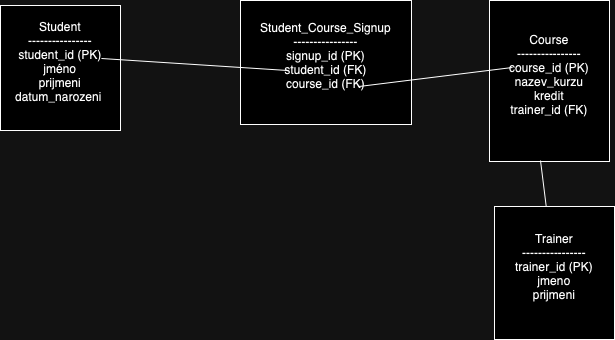 Student
----------------
student_id (PK)
jméno
prijmeni
datum_narozeni
Student_Course_Signup
----------------
signup_id (PK)
student_id (FK)
course_id (FK)
Course
----------------
course_id (PK)
nazev_kurzu
kredit
trainer_id (FK)
Trainer
----------------
trainer_id (PK)
jmeno
prijmeni